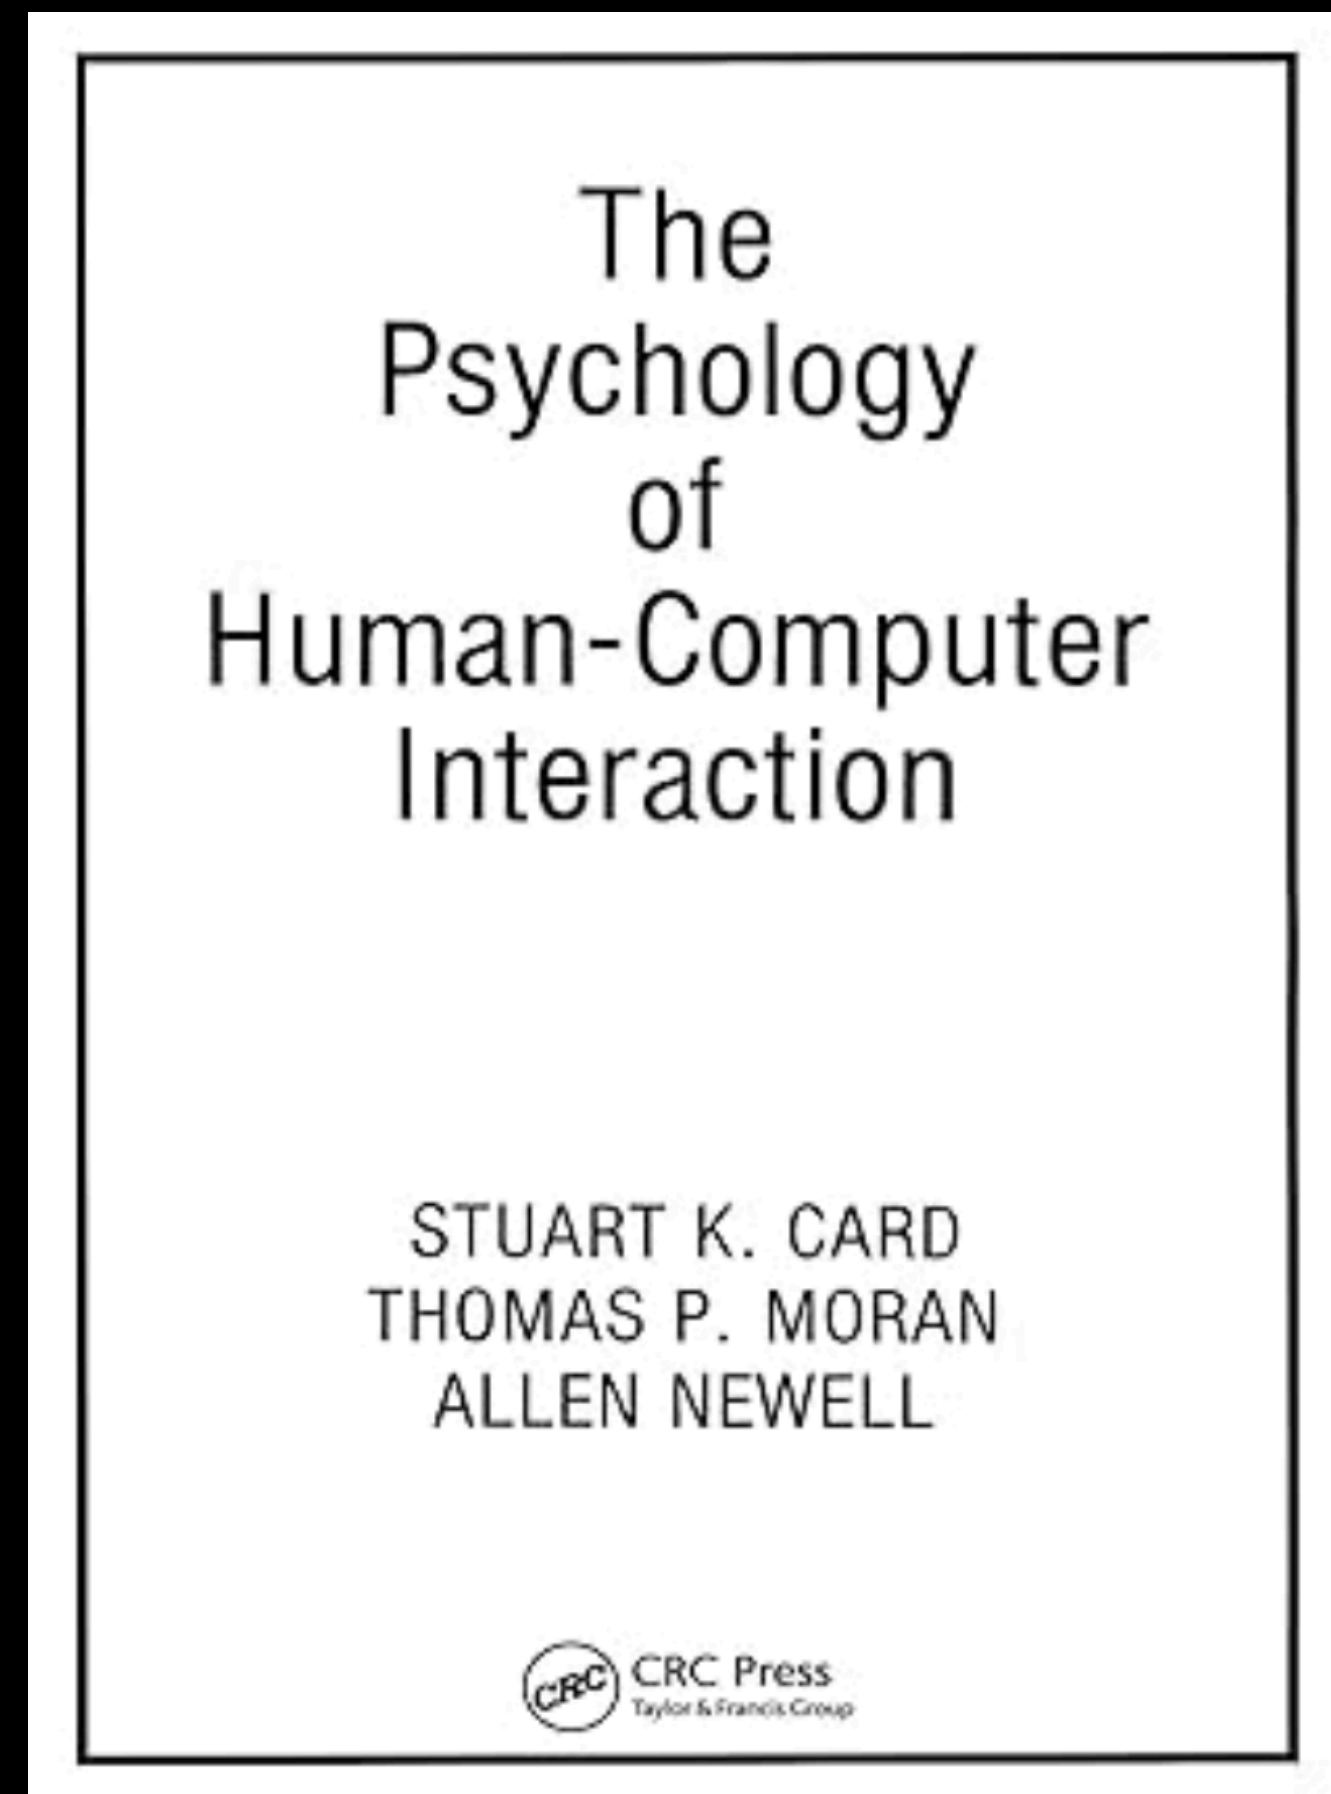 The
Psychology
of
Human-Computer
Interaction
STUART K. CARD
THOMAS P. MORAN
ALLEN NEWELL
CRC CRC Press
Taylor & Francis Group